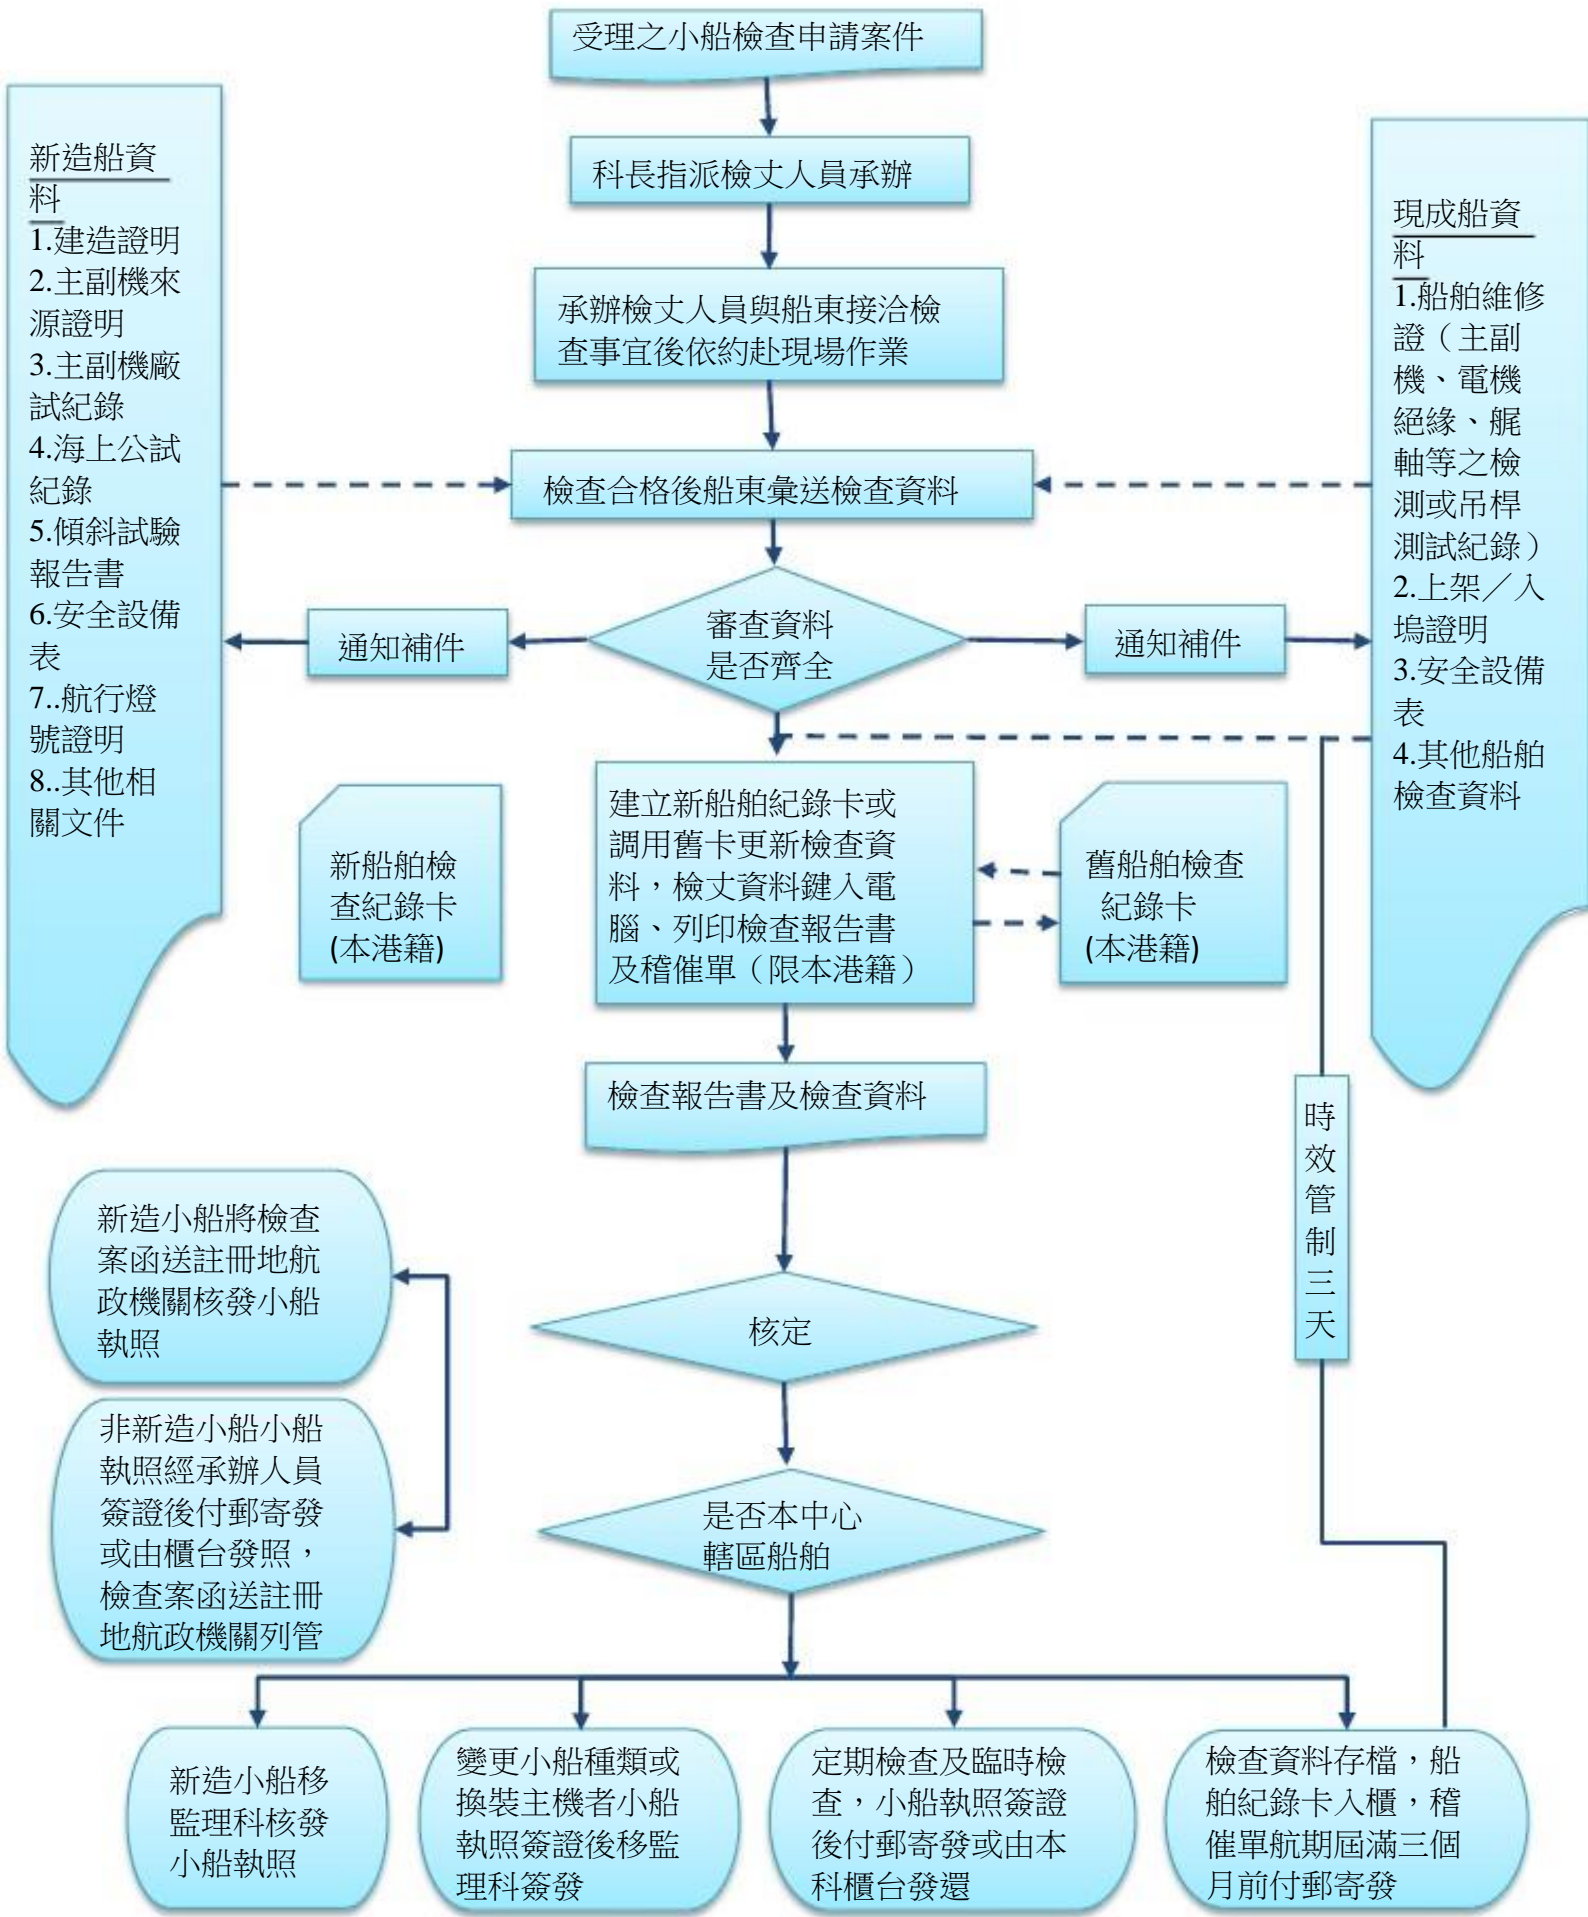 受理之小船檢查申請案件
科長指派檢丈人員承辦
承辦檢丈人員與船東接洽檢
查事宜後依約赴現場作業
檢查合格後船東彙送檢查資料
新造船資
料
1.建造證明
2.主副機來
源證明
3.主副機廠
試紀錄
4.海上公試
紀錄
5.傾斜試驗
報告書
6.安全設備
表
7..航行燈
號證明
8..其他相
關文件
現成船資
料
1.船舶維修
證（主副
機、電機
絕緣、艉
軸等之檢
測或吊桿
測試紀錄）
2.上架／入
塢證明
3.安全設備
表
4.其他船舶
檢查資料
通知補件
審查資料
是否齊全
通知補件
新船舶檢
查紀錄卡
(本港籍)
建立新船舶紀錄卡或
調用舊卡更新檢查資
料，檢丈資料鍵入電
腦、列印檢查報告書
及稽催單（限本港籍）
舊船舶檢查
紀錄卡
(本港籍)
檢查報告書及檢查資料
時
效
管
制
三
天
新造小船將檢查
案函送註冊地航
政機關核發小船
執照
核定
非新造小船小船
執照經承辦人員
簽證後付郵寄發
或由櫃台發照，
檢查案函送註冊
地航政機關列管
是否本中心
轄區船舶
新造小船移
監理科核發
小船執照
變更小船種類或
換裝主機者小船
執照簽證後移監
理科簽發
定期檢查及臨時檢
查，小船執照簽證
後付郵寄發或由本
科櫃台發還
檢查資料存檔，船
舶紀錄卡入櫃，稽
催單航期屆滿三個
月前付郵寄發